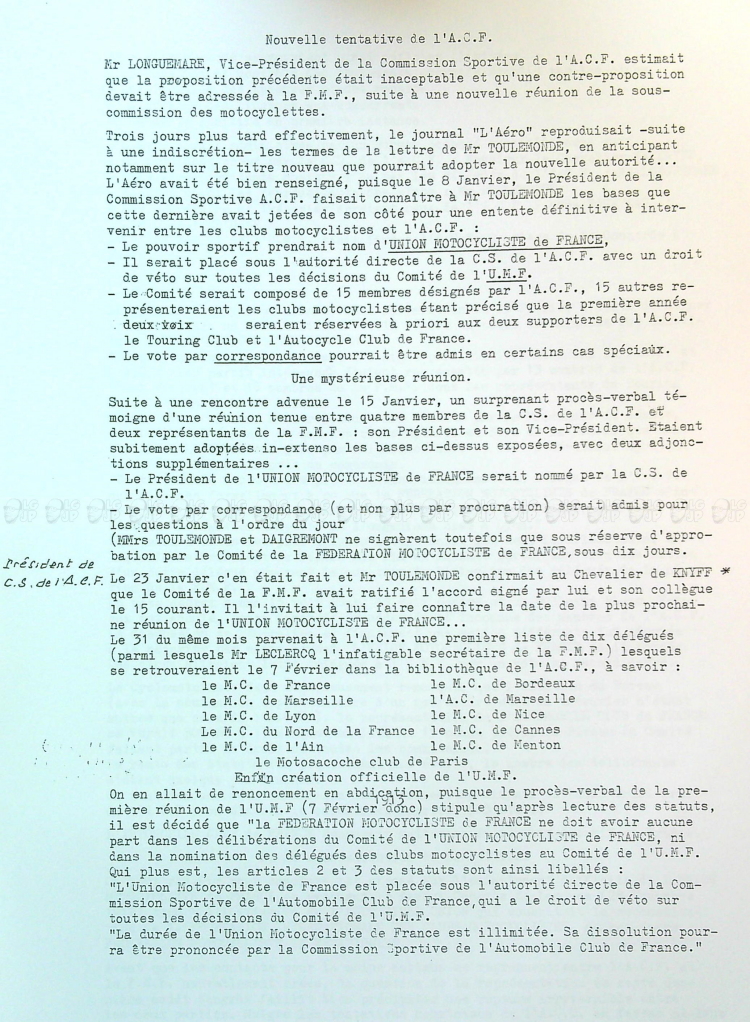 Nouvelle tentative de l'A.C.F.
Mr LONGUEMARE, Vice-Président de la Commission Sportive de l'A.C.F. estimait
que la proposition précédente était inaceptable et qu'une contre-proposition
devait être adressée à la F.M.F., suite à une nouvelle réunion de la sous-
commission des motocyclettes.
Trois jours plus tard effectivement, le journal "L'Aéro" reproduisait -suite
à une indiscrétion- les termes de la lettre de Mr TOULEMONDE, en anticipant
notamment sur le titre nouveau que pourrait adopter la nouvelle autorité...
L'Aéro avait été bien renseigné, puisque le 8 Janvier, le Président de la
Commission Sportive A.C.F. faisait connaître à Mr TOULEMONDE les bases que
cette dernière avait jetées de son côté pour une entente définitive à inter-
venir entre les clubs motocyclistes et l'A.C.F. :
- Le pouvoir sportif prendrait nom d'UNION MOTOCYCLISTE de FRANCE,
- Il serait placé sous l'autorité directe de la C.S. de l'A.C.F. avec un droit
de véto sur toutes les décisions du Comité de l'U.M.F.
- Le Comité serait composé de 15 membres désignés par l'A.C.F., 15 autres re-
présenteraient les clubs motocyclistes étant précisé que la première année
deux voix seraient réservées à priori aux deux supporters de l'A.C.F.
le Touring Club et l'Autocycle Club de France.
- Le vote par correspondance pourrait être admis en certains cas spéciaux.
Une mystérieuse réunion.
Suite à une rencontre advenue le 15 Janvier, un surprenant procès-verbal té-
moigne d'une réunion tenue entre quatre membres de la C.S. de l'A.C.F. et
deux représentants de la F.M.F. : son Président et son Vice-Président. Etaient
subitement adoptées in-extenso les bases ci-dessus exposées, avec deux adjonc-
tions supplémentaires ...
- Le Président de l'UNION MOTOCYCLISTE de FRANCE serait nommé par la C.S. de
l'A.C.F.
- Le vote par correspondance (et non plus par procuration) serait admis pour
les questions à l'ordre du jour
(MMrs TOULEMONDE et DAIGREMONT ne signèrent toutefois que sous réserve d'appro-
bation par le Comité de la FEDERATION MOTOCYCLISTE DE FRANCE,sous dix jours.
Président de
C.S. de l'A.C.F.
Le 23 Janvier c'en était fait et Mr TOULEMONDE confirmait au Chevalier de KNYFF *
que le Comité de la F.M.F. avait ratifié l'accord signé par lui et son collègue
le 15 courant. Il l'invitait à lui faire connaître la date de la plus prochai-
ne réunion de l'UNION MOTOCYCLISTE de FRANCE...
Le 31 du même mois parvenait à l'A.C.F. une première liste de dix délégués
(parmi lesquels Mr LECLERCQ l'infatigable secrétaire de la F.M.F.) lesquels
se retrouveraient le 7 Février dans la bibliothèque de l'A.C.F., à savoir :
le M.C. de France le M.C. de Bordeaux
le M.C. de Marseille l'A.C. de Marseille
le M.C. de Lyon le M.C. de Nice
Le M.C. du Nord de la France le M.C. de Cannes
le M.C. de l'Ain le M.C. de Menton
le Motosacoche club de Paris
Enfin création officielle de l'U.M.F.
On en allait de renoncement en abdication, puisque le procès-verbal de la pre-
1913
mière réunion de l'U.M.F (7 Février donc) stipule qu'après lecture des statuts,
il est décidé que "la FEDERATION MOTOCYCLISTE de FRANCE ne doit avoir aucune
part dans les délibérations du Comité de l'UNION MOTOCYCLISTE de FRANCE, ni
dans la nomination des délégués des clubs motocyclistes au Comité de l'U.M.F.
Qui plus est, les articles 2 et 3 des statuts sont ainsi libellés :
"L'Union Motocycliste de France est placée sous l'autorité directe de la Com-
mission Sportive de l'Automobile Club de France,qui a le droit de véto sur
toutes les décisions du Comité de l'U.M.F.
"La durée de l'Union Motocycliste de France est illimitée. Sa dissolution pour-
ra être prononcée par la Commission Sportive de l'Automobile Club de France."